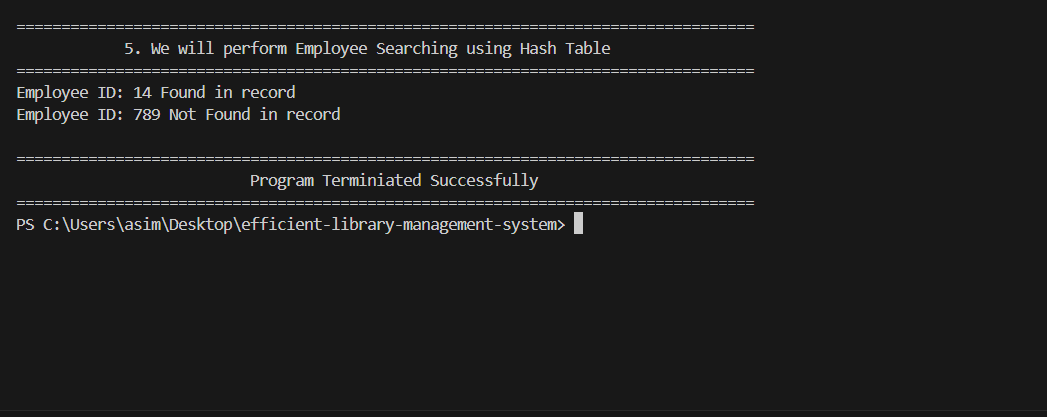 ==================================================================================
5. We will perform Employee Searching using Hash Table
==================================================================================
Employee ID: 14 Found in record
Employee ID: 789 Not Found in record
==================================================================================
Program Terminiated Successfully
==================================================================================
PS C:\Users\asim\Desktop\efficient-library-management-system>